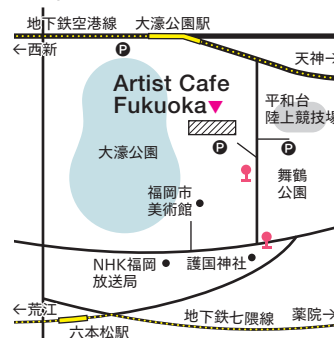 地下鉄空港線 大濠公園駅
←西新
天神→
P
Artist Cafe
Fukuoka
平和台
陸上競技場
P
P
大濠公園
舞鶴
公園
福岡市
美術館
NHK福岡
放送局
護国神社
←荒江
地下鉄七隈線
薬院→
六本松駅